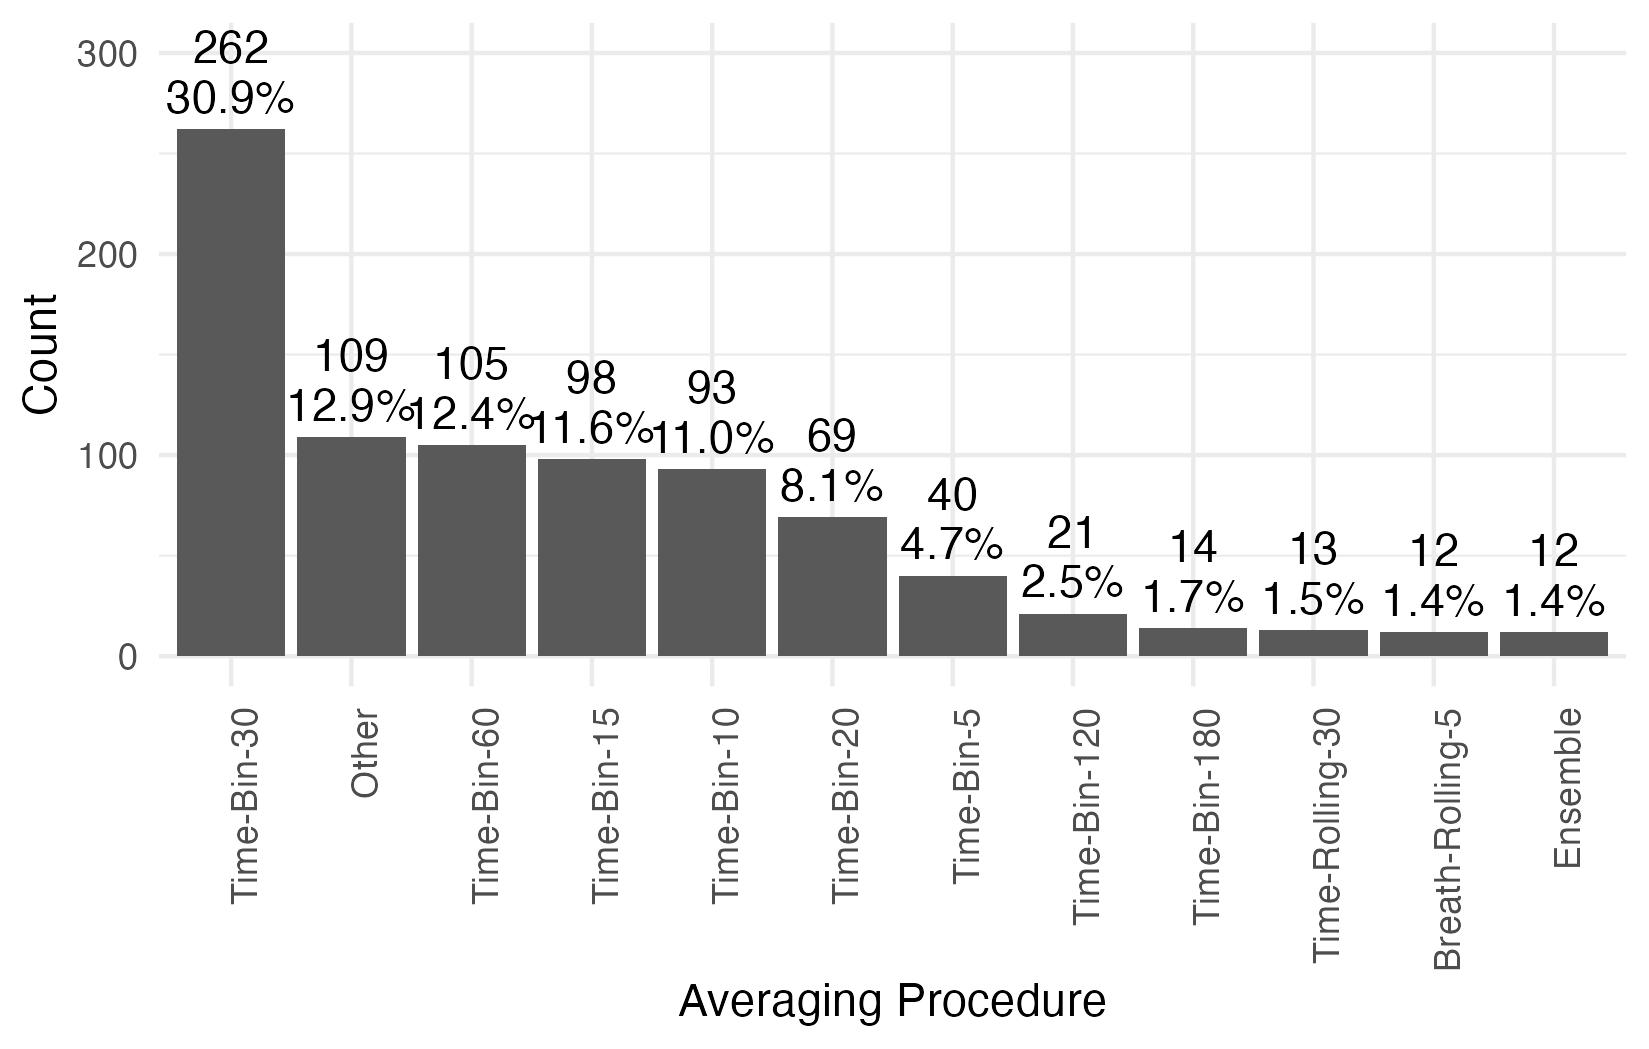 300
200
100
0
Count
262
30.9%
109
12.9%
105
12.4%
98
11.6%
93
11.0%
69
8.1%
40
4.7%
21
2.5%
14
1.7%
13
1.5%
12
1.4%
12
1.4%
Time-Bin-30
Other
Time-Bin-60
Time-Bin-15
Time-Bin-10
Time-Bin-20
Time-Bin-5
Time-Bin-120
Time-Bin-180
Time-Rolling-30
Breath-Rolling-5
Ensemble
Averaging Procedure